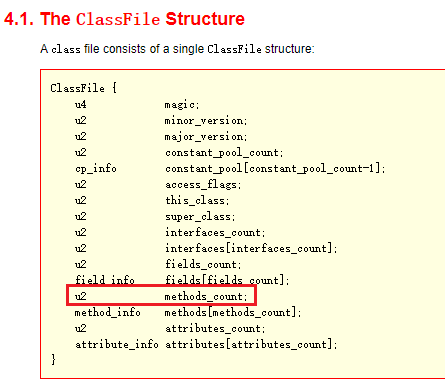 4.1. The ClassFile Structure
A class file consists of a single ClassFile structure:
ClassFile {
u4 magic;
u2 minor_version;
u2 major_version;
u2 constant_pool_count;
cp_info constant_pool[constant_pool_count-1];
u2 access_flags;
u2 this_class;
u2 super_class;
u2 interfaces_count;
u2 interfaces[interfaces_count];
u2 fields_count;
field_info fields[fields_count];
u2 methods_count;
method_info methods[methods_count];
u2 attributes_count;
attribute_info attributes[attributes_count];
}